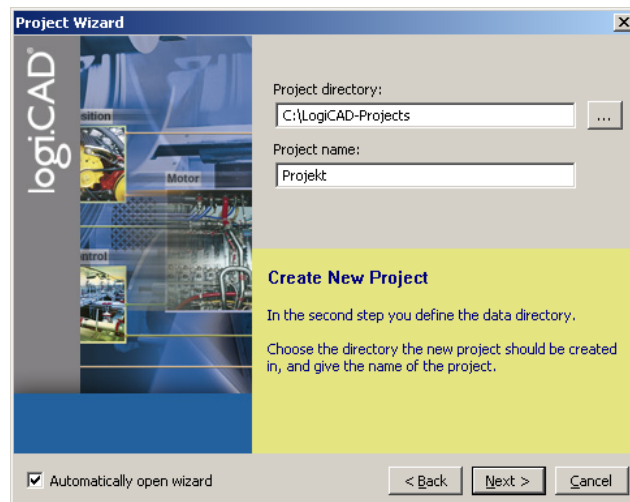 Project Wizard
logi.CAD®
sition
Motor
ntrol
Project directory:
C:\LogiCAD-Projects
...
Project name:
Projekt
Create New Project
In the second step you define the data directory.
Choose the directory the new project should be created
in, and give the name of the project.
Automatically open wizard
< Back
Next >
Cancel